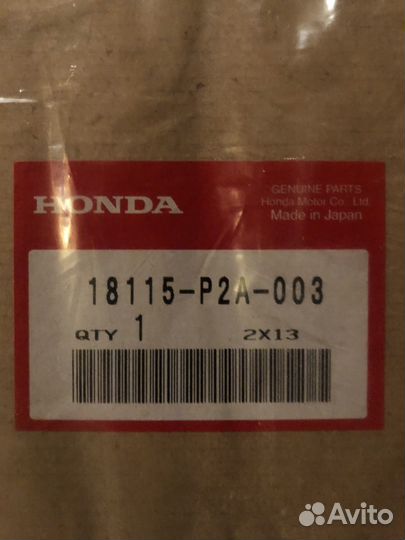 HONDA
GENUINE PARTS
Honda Motor Co., Ltd.
Made in Japan
18115-P2A-003
QTY 1 2X13
Avito